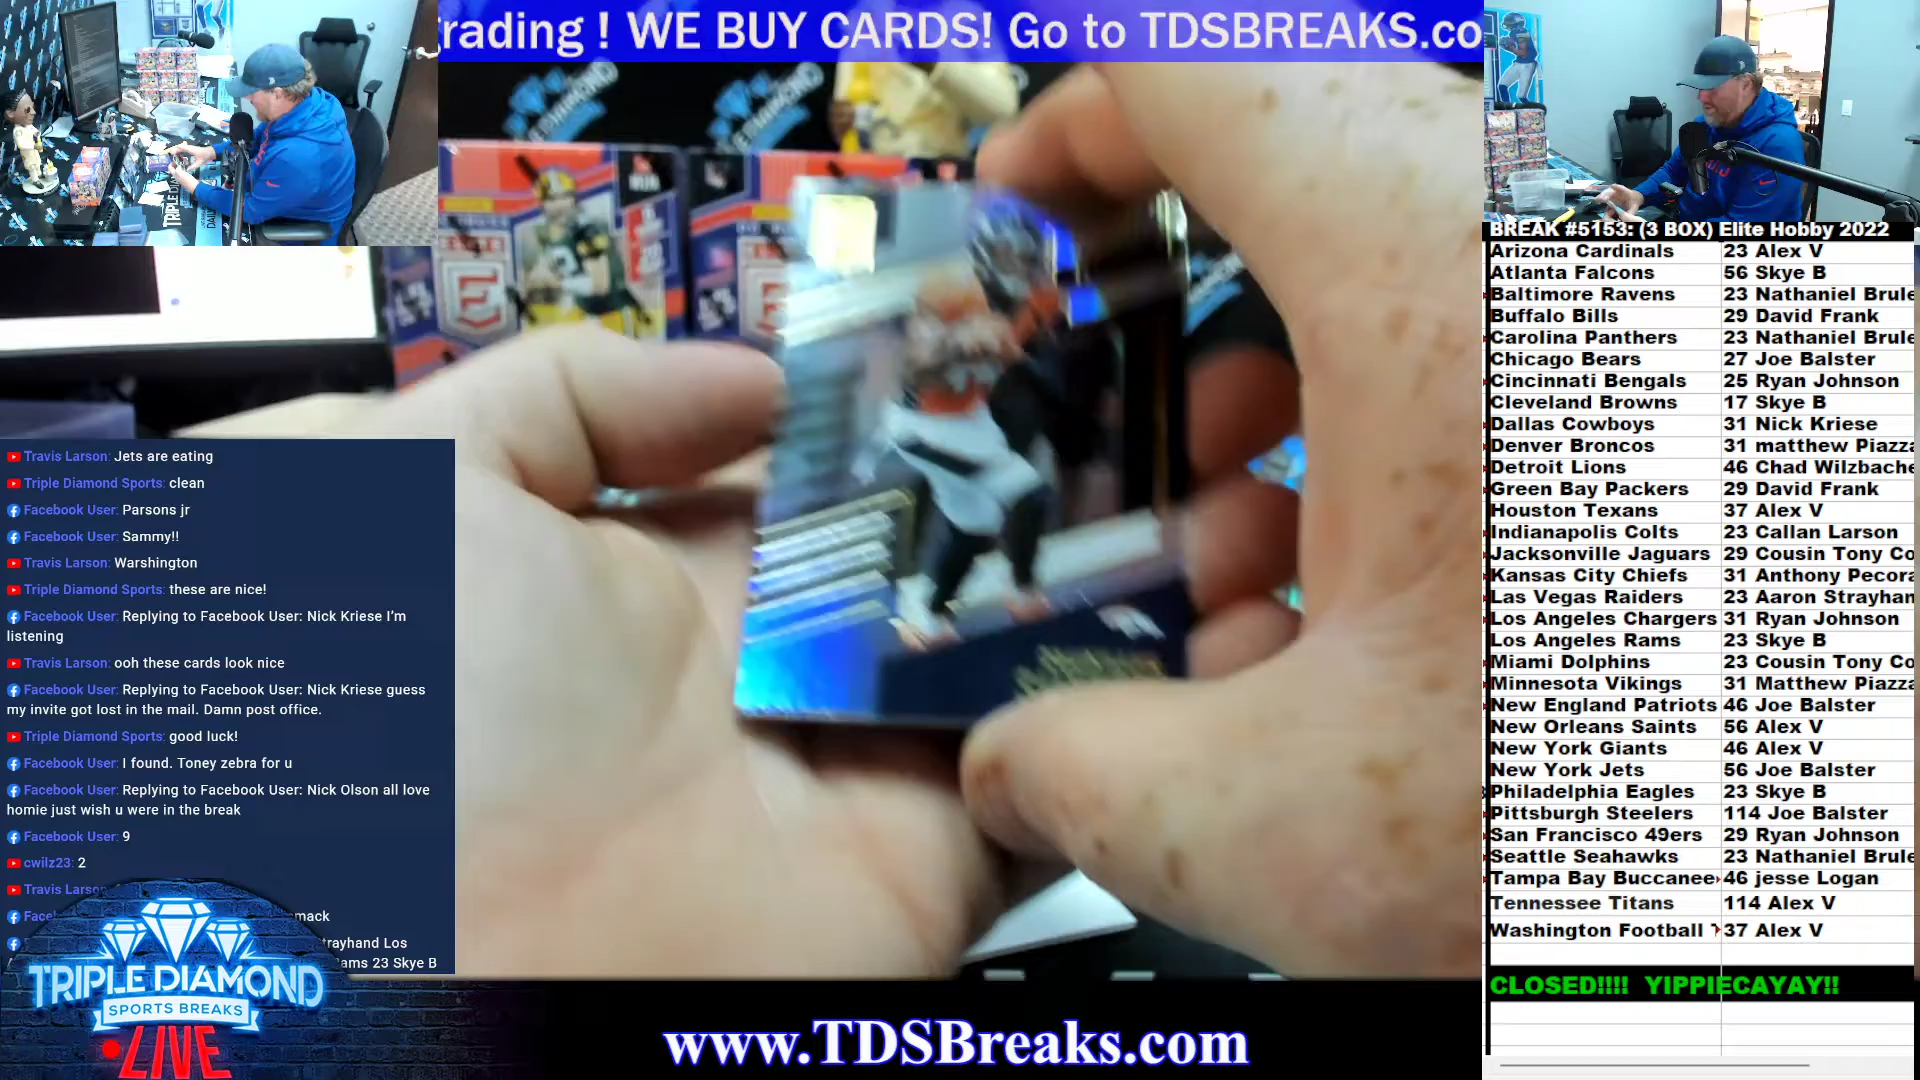 rading ! WE BUY CARDS! Go to TDSBREAKS.co
BREAK #5153: (3 BOX) Elite Hobby 2022
Arizona Cardinals 23 Alex V
Atlanta Falcons 56 Skye B
Baltimore Ravens 23 Nathaniel Brule
Buffalo Bills 29 David Frank
Carolina Panthers 23 Nathaniel Brule
Chicago Bears 27 Joe Balster
Cincinnati Bengals 25 Ryan Johnson
Cleveland Browns 17 Skye B
Dallas Cowboys 31 Nick Kriese
Denver Broncos 31 matthew Piazza
Detroit Lions 46 Chad Wilzbache
Green Bay Packers 29 David Frank
Houston Texans 37 Alex V
Indianapolis Colts 23 Callan Larson
Jacksonville Jaguars 29 Cousin Tony Co
Kansas City Chiefs 31 Anthony Pecora
Las Vegas Raiders 23 Aaron Strayhan
Los Angeles Chargers 31 Ryan Johnson
Los Angeles Rams 23 Skye B
Miami Dolphins 23 Cousin Tony Co
Minnesota Vikings 31 Matthew Piazza
New England Patriots 46 Joe Balster
New Orleans Saints 56 Alex V
New York Giants 46 Alex V
New York Jets 56 Joe Balster
Philadelphia Eagles 23 Skye B
Pittsburgh Steelers 114 Joe Balster
San Francisco 49ers 29 Ryan Johnson
Seattle Seahawks 23 Nathaniel Brule
Tampa Bay Buccanee 46 jesse Logan
Tennessee Titans 114 Alex V
Washington Football 37 Alex V
CLOSED!!!! YIPPIECAYAY!!
Travis Larson: Jets are eating
Triple Diamond Sports: clean
Facebook User: Parsons jr
Facebook User: Sammy!!
Travis Larson: Warshington
Triple Diamond Sports: these are nice!
Facebook User: Replying to Facebook User: Nick Kriese I'm
listening
Travis Larson: ooh these cards look nice
Facebook User: Replying to Facebook User: Nick Kriese guess
my invite got lost in the mail. Damn post office.
Triple Diamond Sports: good luck!
Facebook User: I found. Toney zebra for u
Facebook User: Replying to Facebook User: Nick Olson all love
homie just wish u were in the break
Facebook User: 9
cwilz23: 2
Travis Larson
Facel mack
trayhand Los
ams 23 Skye B
TRIPLE DIAMOND
SPORTS BREAKS
LIVE
www.TDSBreaks.com